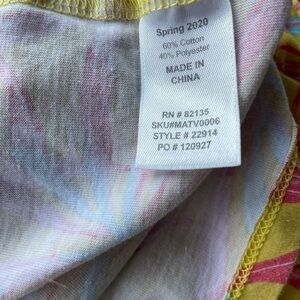 Spring 2020
60% Cotton
40% Polyester
MADE IN
CHINA
RN # 82135
SKU#MATV0006
STYLE # 22914
PO # 120927